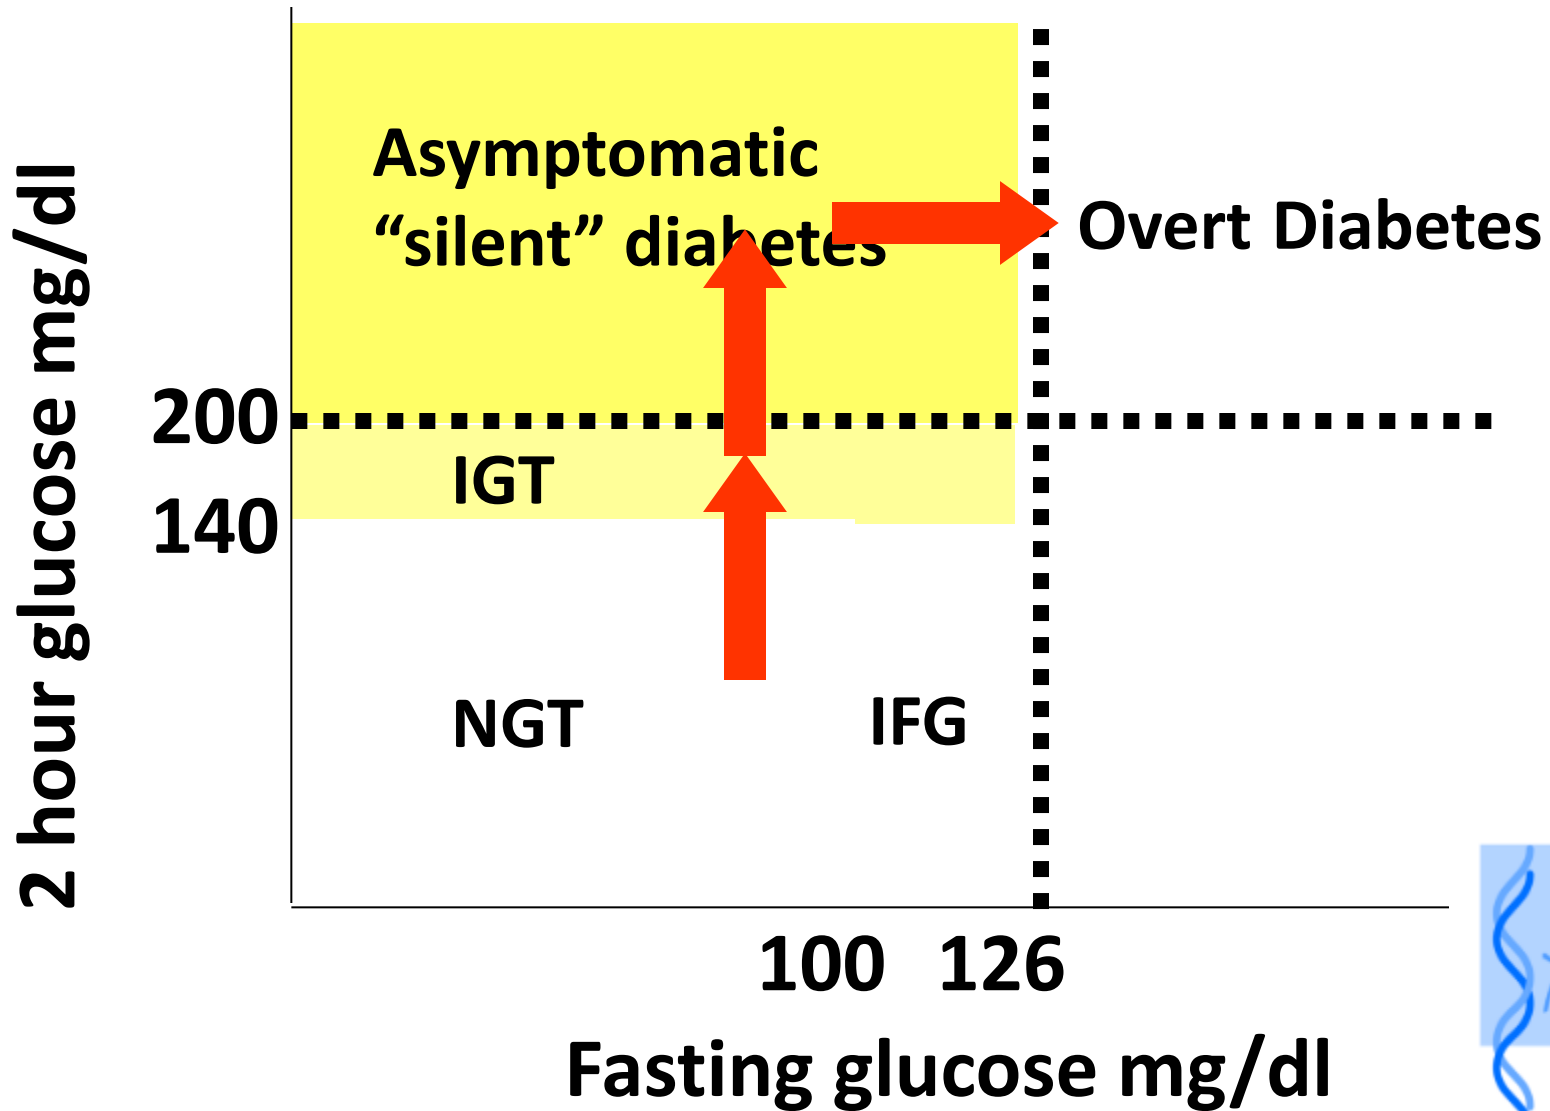 2 hour glucose mg/dl
Asymptomatic
“silent” diabetes
Overt Diabetes
200
IGT
140
NGT
IFG
100
126
Fasting glucose mg/dl